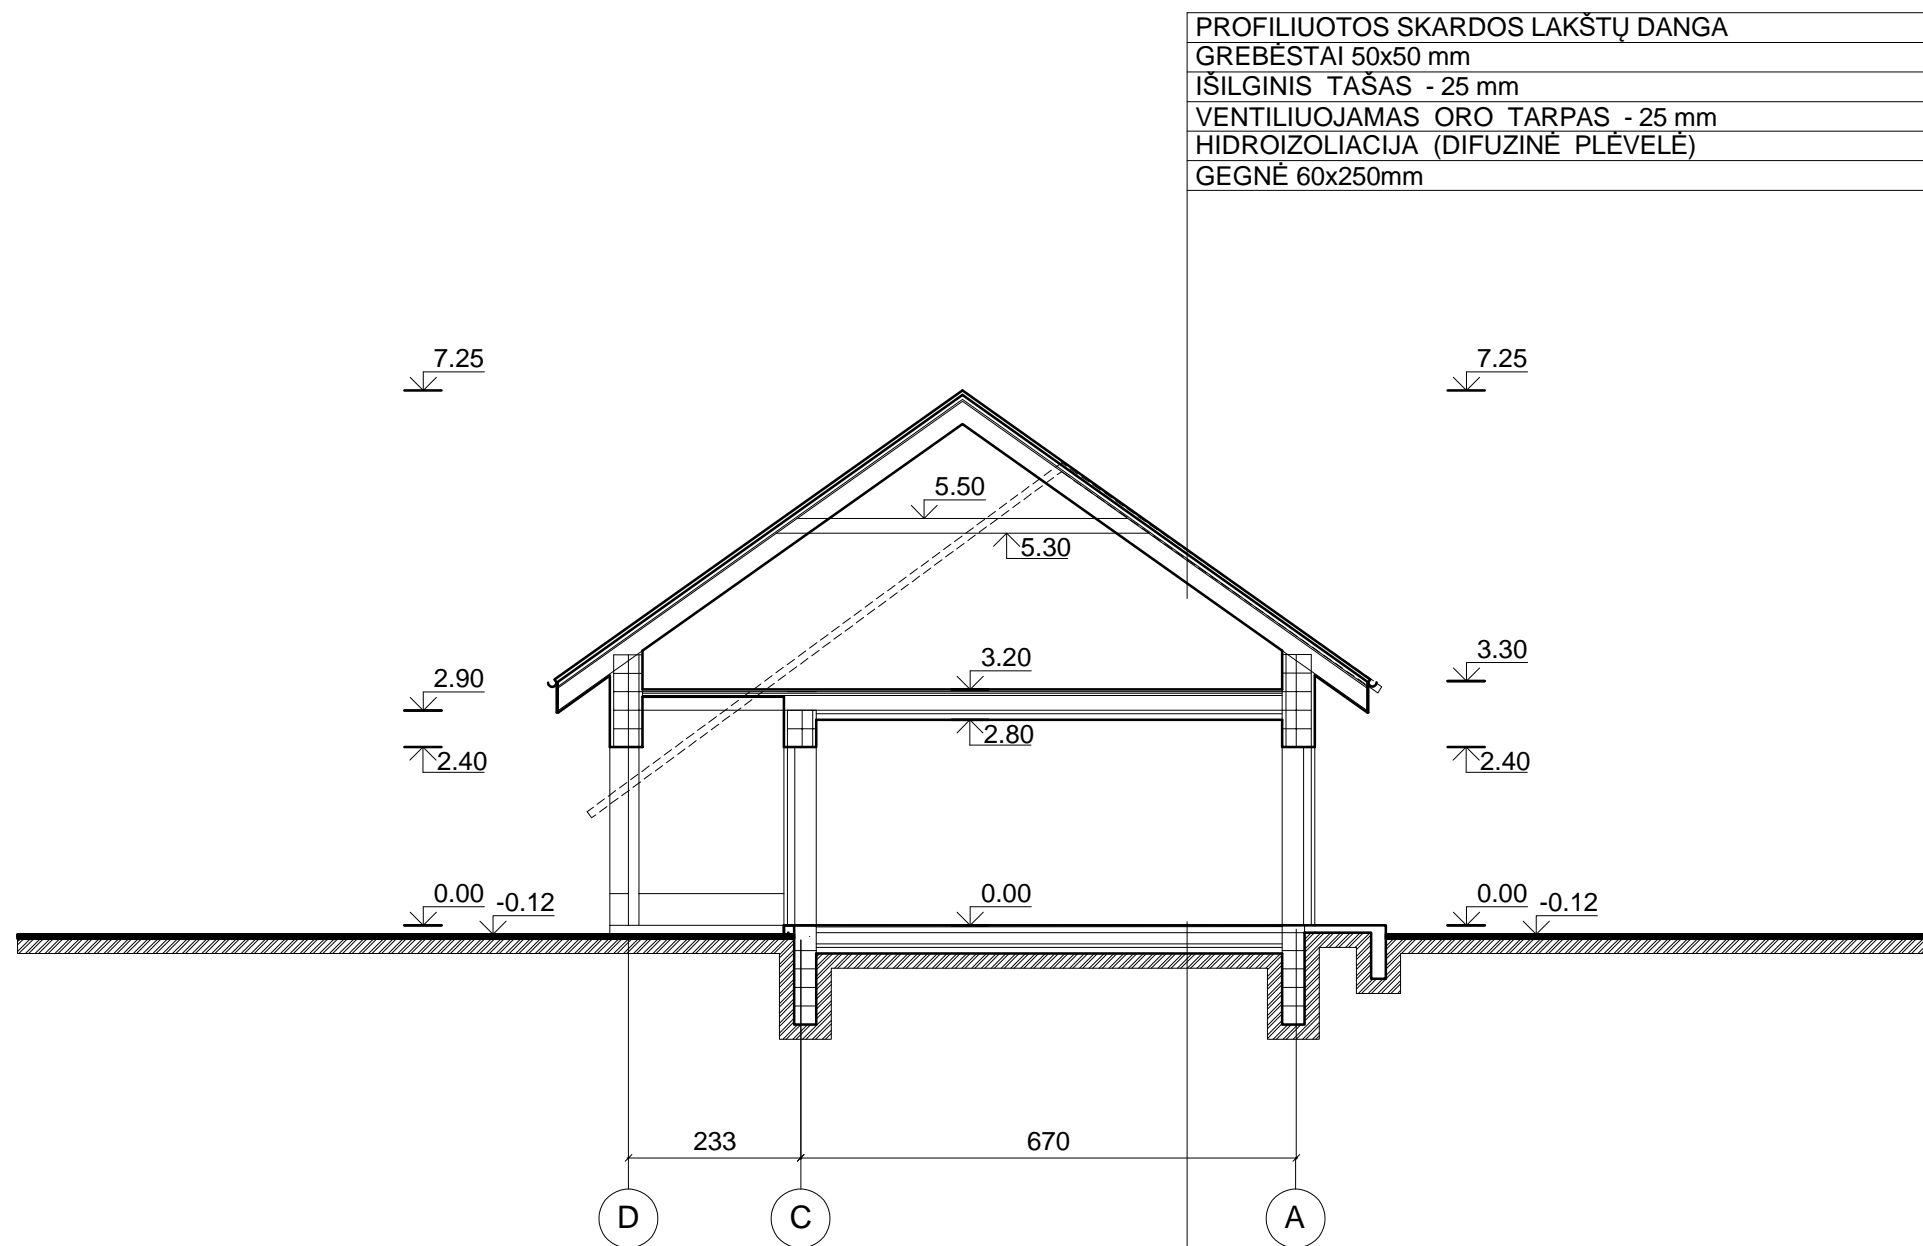 PROFILIUOTOS SKARDOS LAKŠTŲ DANGA
GREBĖSTAI 50x50 mm
IŠILGINIS TAŠAS - 25 mm
VENTILIUOJAMAS ORO TARPAS - 25 mm
HIDROIZOLIACIJA (DIFUZINĖ PLĖVELĖ)
GEGNĖ 60x250mm
7.25 7.25
5.50
5.30
3.20 3.30
2.90
2.80
2.40 2.40
0.00 -0.12 0.00 0.00 -0.12
233 670
D C A